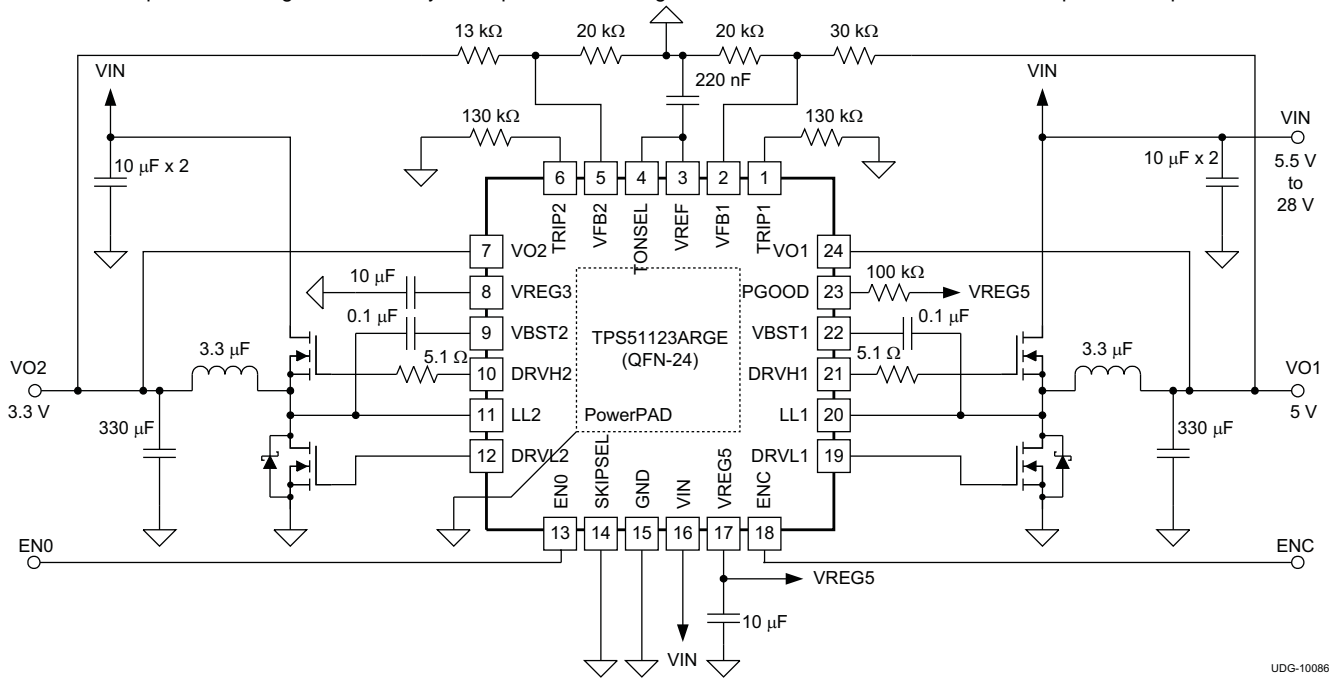 13 kΩ
20 kΩ
20 kΩ
30 kΩ
VIN
220 nF
VIN
130 kΩ
130 kΩ
VIN
10 μF x 2
10 μF x 2
5.5 V
to
28 V
6
5
4
3
2
1
TRIP2
VFB2
TONSEL
VREF
VFB1
TRIP1
7
VO2
VO1
24
10 μF
8
VREG3
PGOOD
23
100 kΩ
VREG5
0.1 μF
9
VBST2
VBST1
22
0.1 μF
TPS51123ARGE
(QFN-24)
VO2
3.3 V
3.3 μF
5.1 Ω
10
DRVH2
DRVH1
21
5.1 Ω
3.3 μF
VO1
5 V
330 μF
11
LL2
PowerPAD
LL1
20
330 μF
12
DRVL2
DRVL1
19
EN0
SKIPSEL
GND
VIN
VREG5
ENC
13
14
15
16
17
18
EN0
ENC
VREG5
10 μF
VIN
UDG-10086